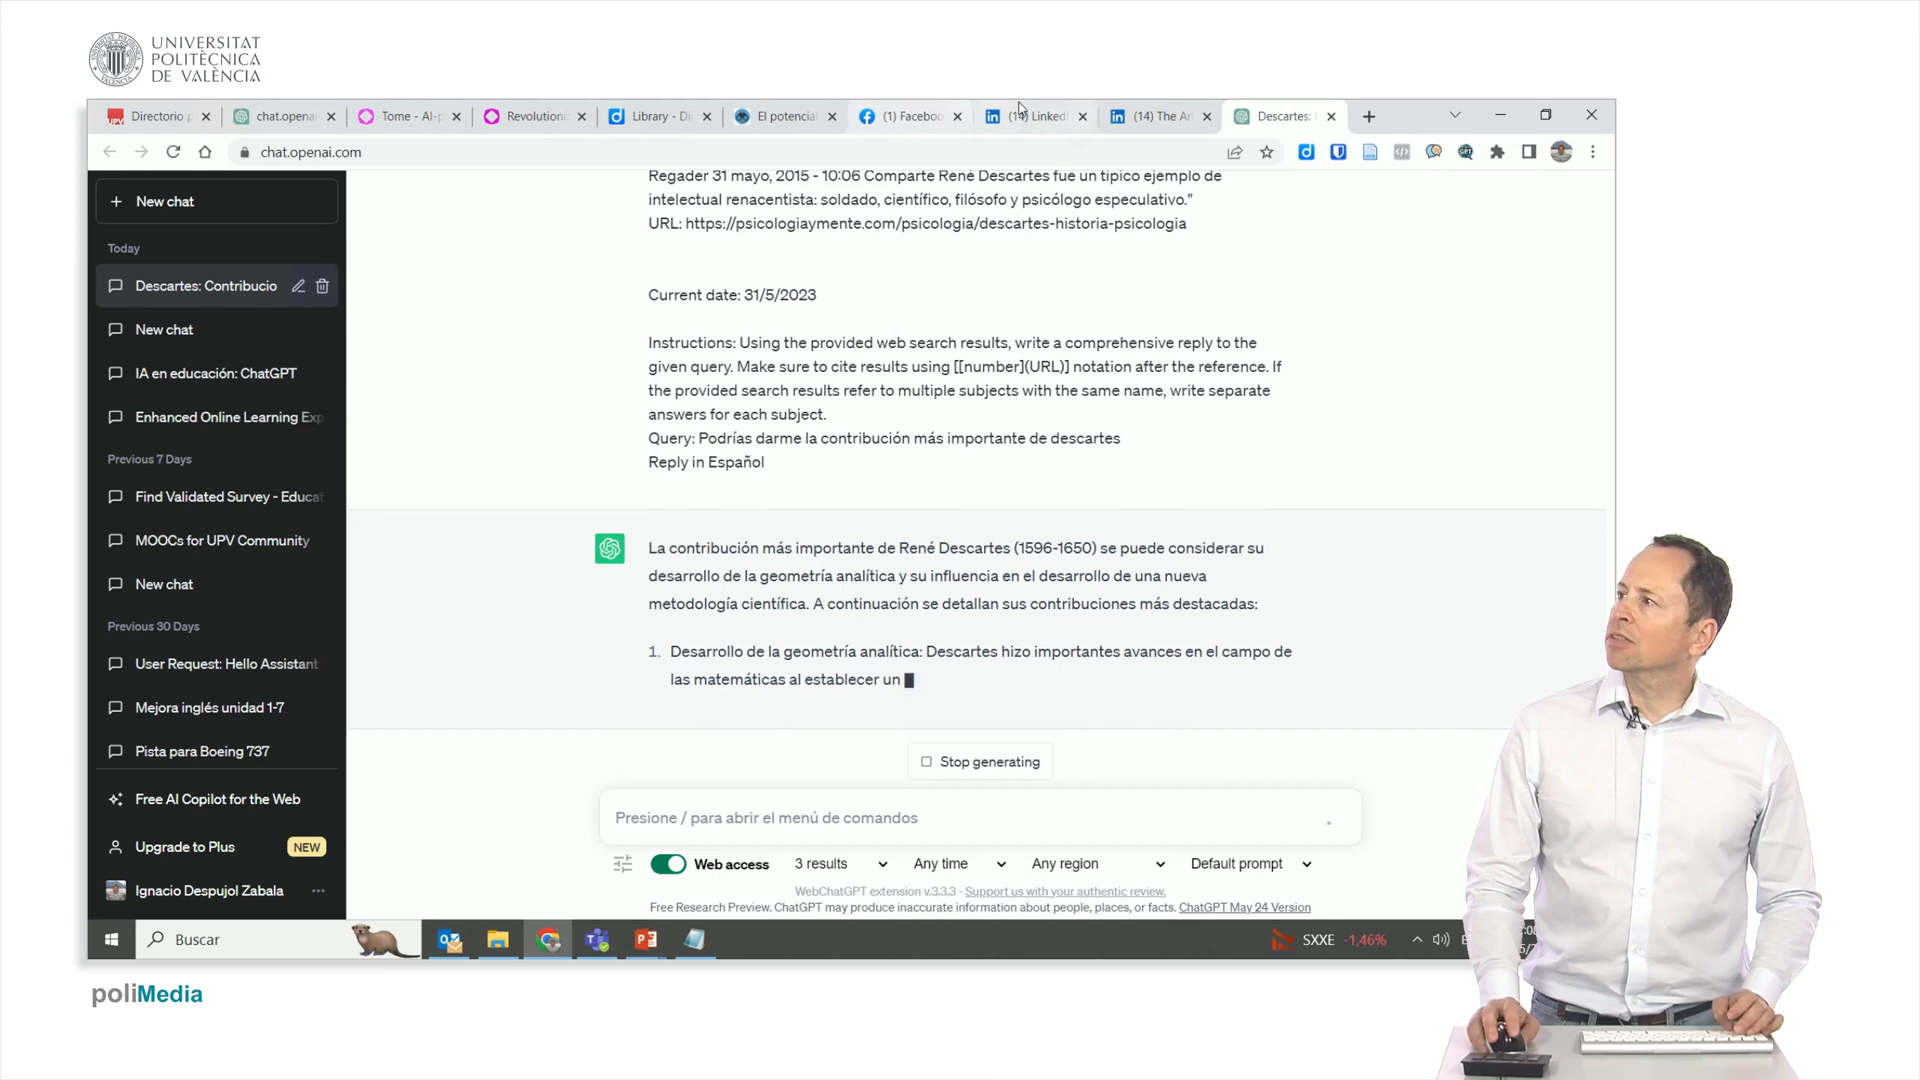 UNIVERSITAT
POLITÈCNICA
DE VALÈNCIA
Directorio
chat.openai
Tome - AI-p
Revolutioni
Library - Di
El potencial
(1) Faceboo
LinkedI
(14) The Ar
Descartes:
chat.openai.com
New chat
Today
Descartes: Contribucio
New chat
IA en educación: ChatGPT
Enhanced Online Learning Exp
Previous 7 Days
Find Validated Survey - Educat
MOOCs for UPV Community
New chat
Previous 30 Days
User Request: Hello Assistant
Mejora inglés unidad 1-7
Pista para Boeing 737
Free AI Copilot for the Web
Upgrade to Plus NEW
Ignacio Despujol Zabala
Regader 31 mayo, 2015 - 10:06 Comparte René Descartes fue un típico ejemplo de
intelectual renacentista: soldado, científico, filósofo y psicólogo especulativo."
URL: https://psicologiaymente.com/psicologia/descartes-historia-psicologia
Current date: 31/5/2023
Instructions: Using the provided web search results, write a comprehensive reply to the
given query. Make sure to cite results using [[number](URL)] notation after the reference. If
the provided search results refer to multiple subjects with the same name, write separate
answers for each subject.
Query: Podrías darme la contribución más importante de descartes
Reply in Español
La contribución más importante de René Descartes (1596-1650) se puede considerar su
desarrollo de la geometría analítica y su influencia en el desarrollo de una nueva
metodología científica. A continuación se detallan sus contribuciones más destacadas:
1. Desarrollo de la geometría analítica: Descartes hizo importantes avances en el campo de
las matemáticas al establecer un
Stop generating
Presione / para abrir el menú de comandos
Web access 3 results Any time Any region Default prompt
WebChatGPT extension v.3.3.3 - Support us with your authentic review.
Free Research Preview. ChatGPT may produce inaccurate information about people, places, or facts. ChatGPT May 24 Version
Buscar
SXXE -1,46%
poliMedia